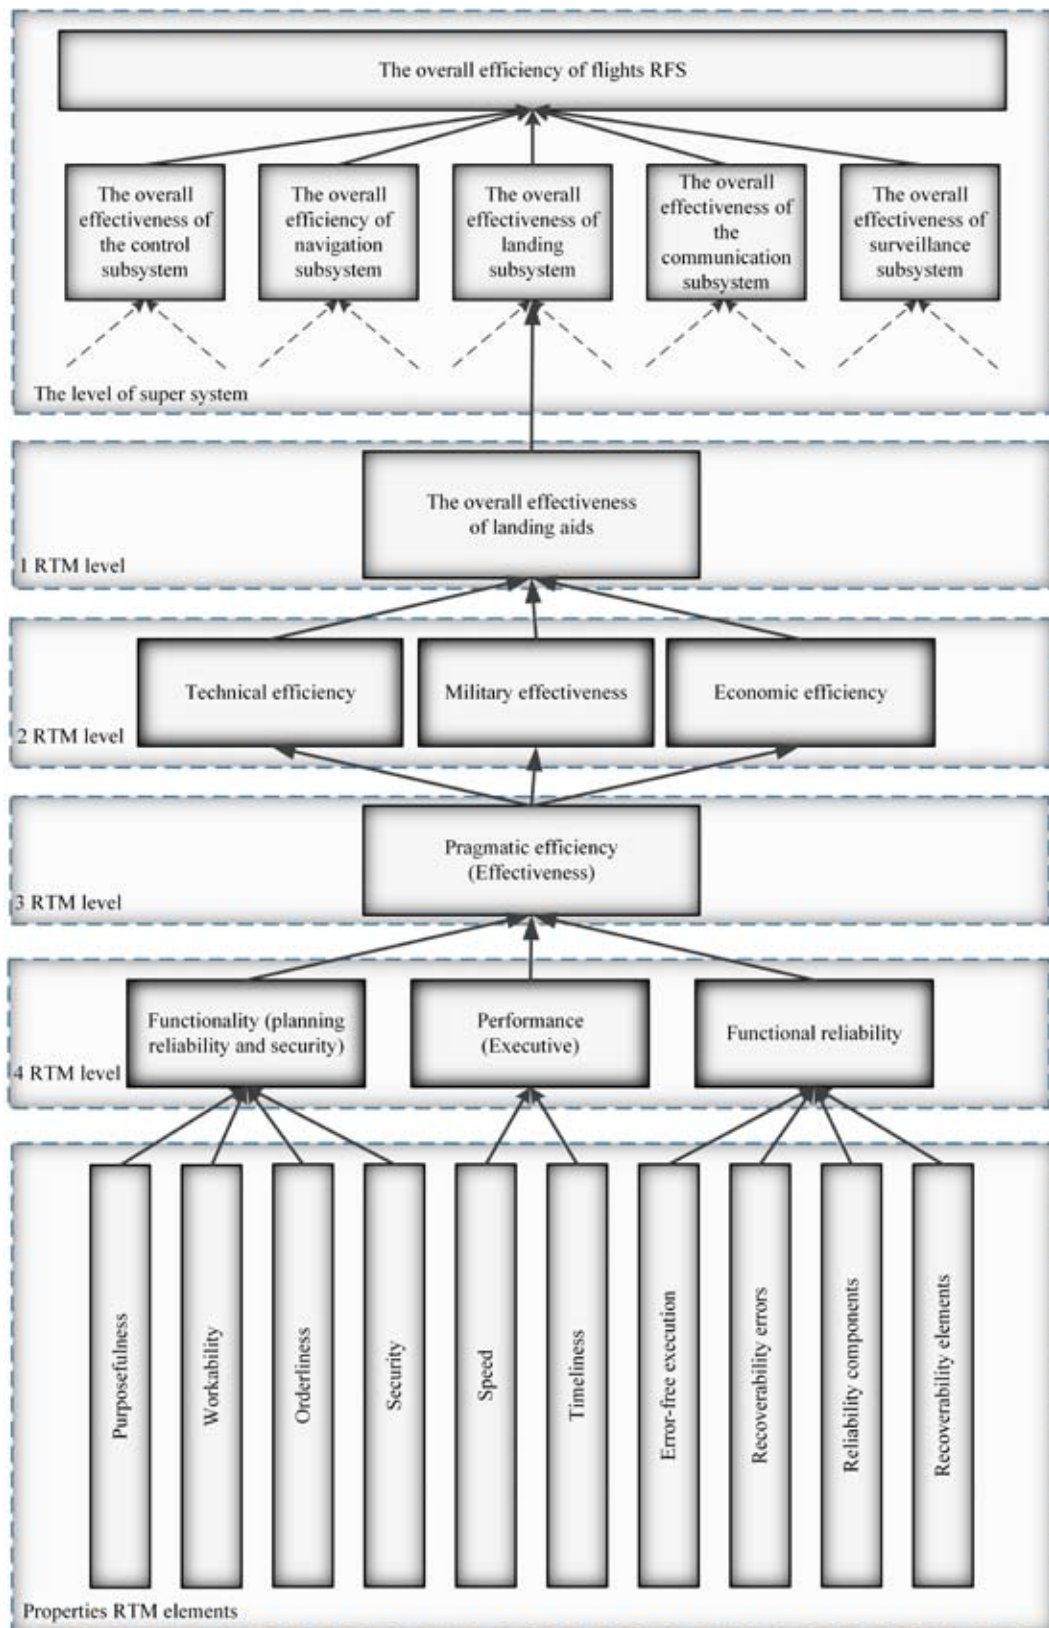 The overall efficiency of flights RFS
The overall
effectiveness of
the control
subsystem
The overall
efficiency of
navigation
subsystem
The overall
effectiveness of
landing
subsystem
The overall
effectiveness of
the
communication
subsystem
The overall
effectiveness of
surveillance
subsystem
The level of super system
The overall effectiveness
of landing aids
1 RTM level
Technical efficiency
Military effectiveness
Economic efficiency
2 RTM level
Pragmatic efficiency
(Effectiveness)
3 RTM level
Functionality (planning
reliability and security)
Performance
(Executive)
Functional reliability
4 RTM level
Purposefulness
Workability
Orderliness
Security
Speed
Timeliness
Error-free execution
Recoverability errors
Reliability components
Recoverability elements
Properties RTM elements